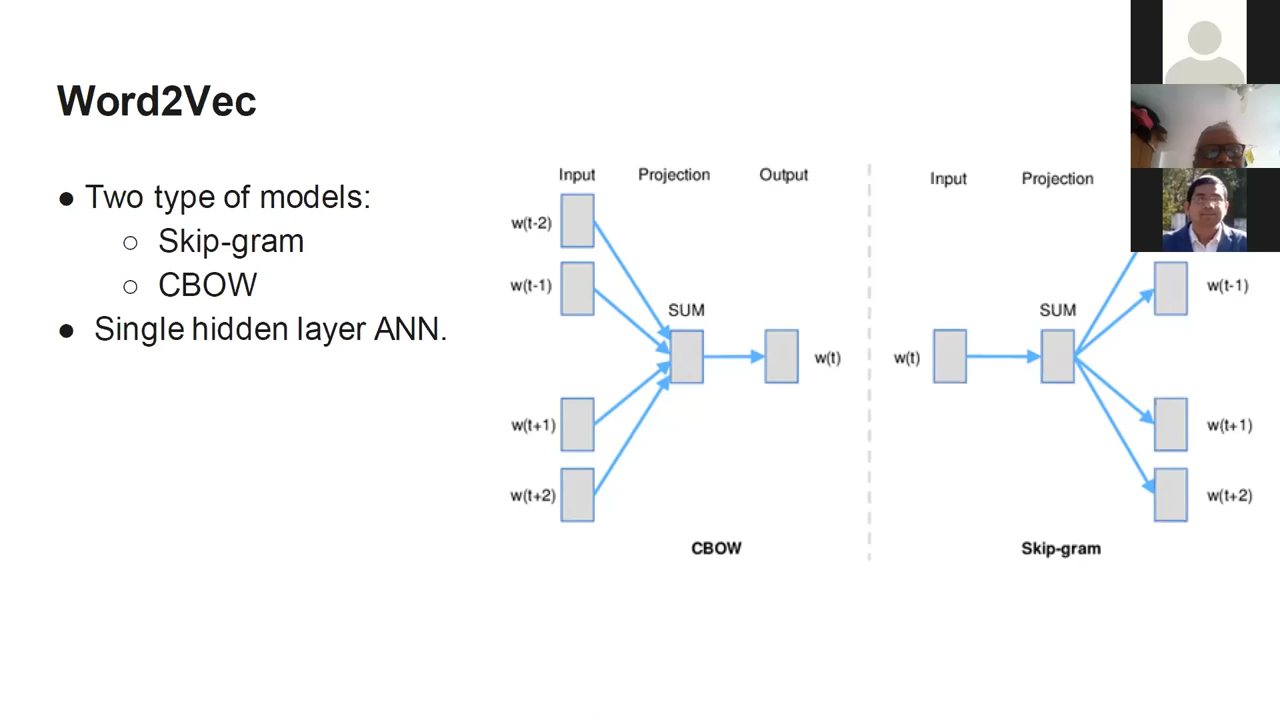 Word2Vec
● Two type of models:
○ Skip-gram
○ CBOW
● Single hidden layer ANN.
Input Projection Output
w(t-2)
w(t-1)
SUM
w(t)
w(t+1)
w(t+2)
CBOW
Input Projection
w(t-1)
SUM
w(t)
w(t+1)
w(t+2)
Skip-gram